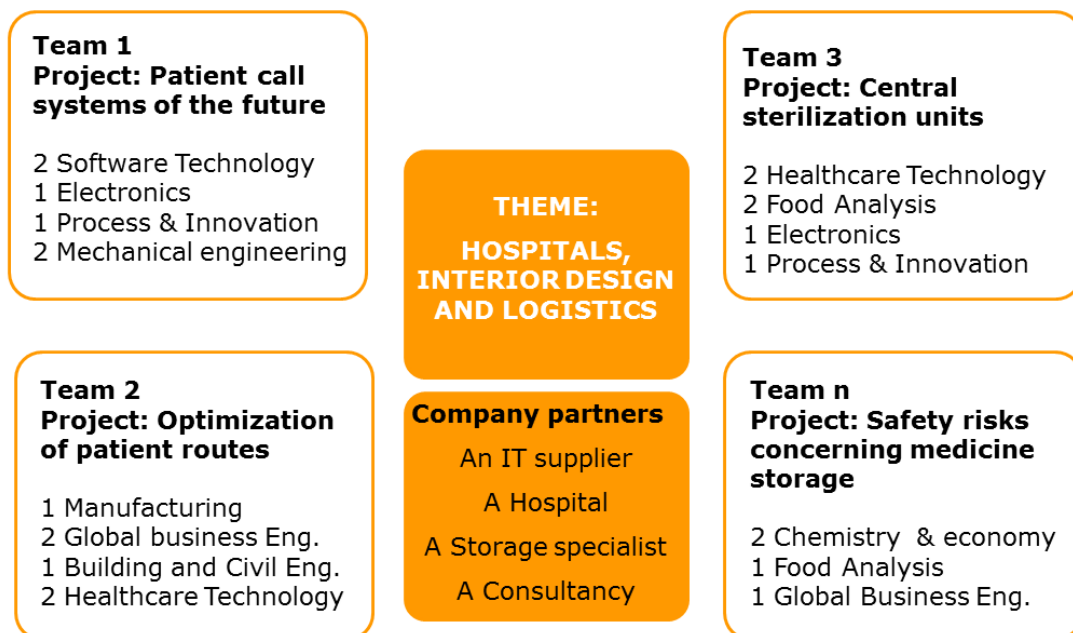 Team 1
Project: Patient call
systems of the future
2 Software Technology
1 Electronics
1 Process & Innovation
2 Mechanical engineering
Team 2
Project: Optimization
of patient routes
1 Manufacturing
2 Global business Eng.
1 Building and Civil Eng.
2 Healthcare Technology
THEME:
HOSPITALS,
INTERIOR DESIGN
AND LOGISTICS
Company partners
An IT supplier
A Hospital
A Storage specialist
A Consultancy
Team 3
Project: Central
sterilization units
2 Healthcare Technology
2 Food Analysis
1 Electronics
1 Process & Innovation
Team n
Project: Safety risks
concerning medicine
storage
2 Chemistry & economy
1 Food Analysis
1 Global Business Eng.